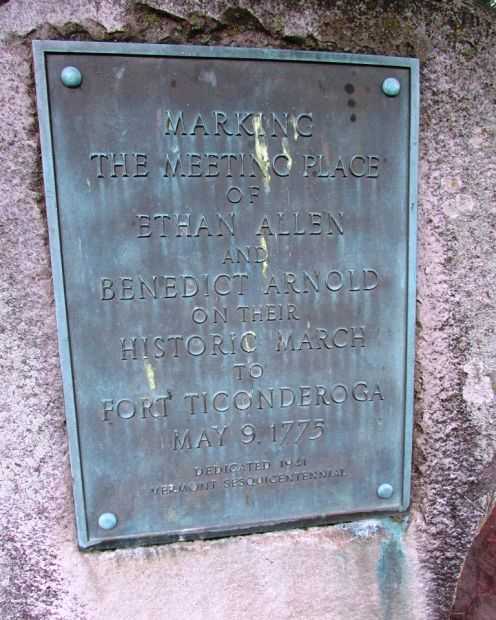 MARKING
THE MEETING PLACE
OF
ETHAN ALLEN
AND
BENEDICT ARNOLD
ON THEIR
HISTORIC MARCH
TO
FORT TICONDEROGA
MAY 9, 1775
DEDICATED 1941
VERMONT SESQUICENTENNIAL